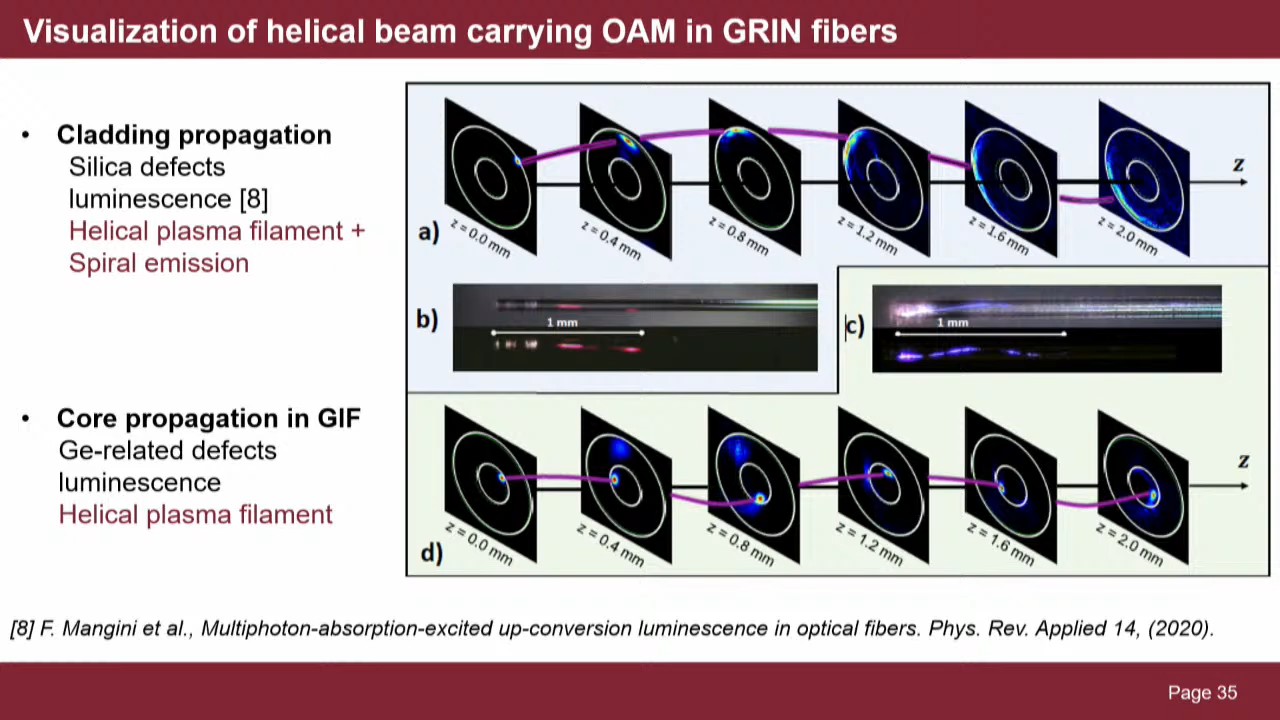 Visualization of helical beam carrying OAM in GRIN fibers
• Cladding propagation
Silica defects
luminescence [8]
Helical plasma filament +
Spiral emission
• Core propagation in GIF
Ge-related defects
luminescence
Helical plasma filament
a)
z = 0.0 mm
z = 0.4 mm
z = 0.8 mm
z = 1.2 mm
z = 1.6 mm
z = 2.0 mm
z
b)
1 mm
c)
1 mm
d)
z = 0.0 mm
z = 0.4 mm
z = 0.8 mm
z = 1.2 mm
z = 1.6 mm
z = 2.0 mm
z
[8] F. Mangini et al., Multiphoton-absorption-excited up-conversion luminescence in optical fibers. Phys. Rev. Applied 14, (2020).
Page 35